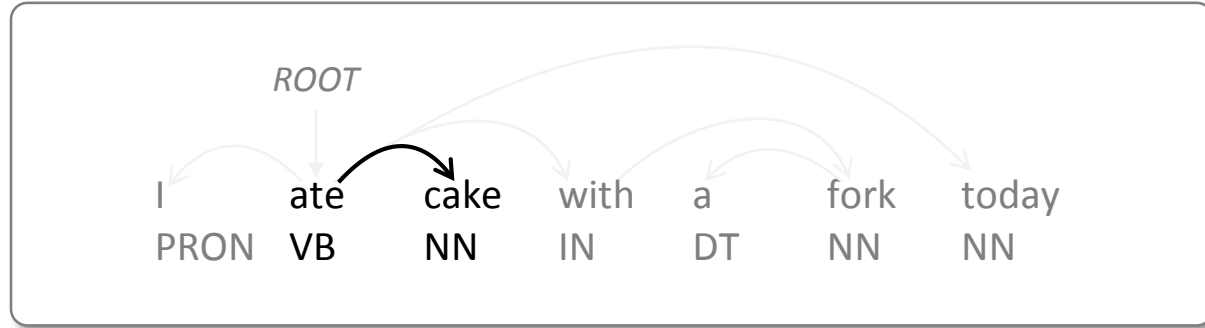 ROOT
I ate cake with a fork today
PRON VB NN IN DT NN NN